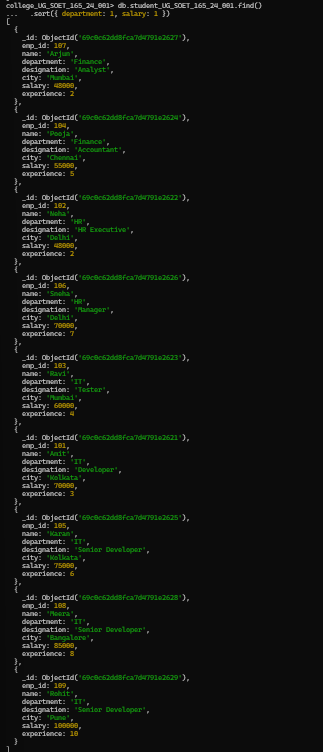 college_UG_SOET_165_24_001> db.student_UG_SOET_165_24_001.find()
... .sort({ department: 1, salary: 1 })
[
{
_id: ObjectId('69c0c62dd8fca7d4791e2627'),
emp_id: 107,
name: 'Arjun',
department: 'Finance',
designation: 'Analyst',
city: 'Mumbai',
salary: 48000,
experience: 2
},
{
_id: ObjectId('69c0c62dd8fca7d4791e2624'),
emp_id: 104,
name: 'Pooja',
department: 'Finance',
designation: 'Accountant',
city: 'Chennai',
salary: 55000,
experience: 5
},
{
_id: ObjectId('69c0c62dd8fca7d4791e2622'),
emp_id: 102,
name: 'Neha',
department: 'HR',
designation: 'HR Executive',
city: 'Delhi',
salary: 48000,
experience: 2
},
{
_id: ObjectId('69c0c62dd8fca7d4791e2626'),
emp_id: 106,
name: 'Sneha',
department: 'HR',
designation: 'Manager',
city: 'Delhi',
salary: 70000,
experience: 7
},
{
_id: ObjectId('69c0c62dd8fca7d4791e2623'),
emp_id: 103,
name: 'Ravi',
department: 'IT',
designation: 'Tester',
city: 'Mumbai',
salary: 60000,
experience: 4
},
{
_id: ObjectId('69c0c62dd8fca7d4791e2621'),
emp_id: 101,
name: 'Amit',
department: 'IT',
designation: 'Developer',
city: 'Kolkata',
salary: 70000,
experience: 3
},
{
_id: ObjectId('69c0c62dd8fca7d4791e2625'),
emp_id: 105,
name: 'Karan',
department: 'IT',
designation: 'Senior Developer',
city: 'Kolkata',
salary: 75000,
experience: 6
},
{
_id: ObjectId('69c0c62dd8fca7d4791e2628'),
emp_id: 108,
name: 'Meera',
department: 'IT',
designation: 'Senior Developer',
city: 'Bangalore',
salary: 85000,
experience: 8
},
{
_id: ObjectId('69c0c62dd8fca7d4791e2629'),
emp_id: 109,
name: 'Rohit',
department: 'IT',
designation: 'Senior Developer',
city: 'Pune',
salary: 100000,
experience: 10
}
]